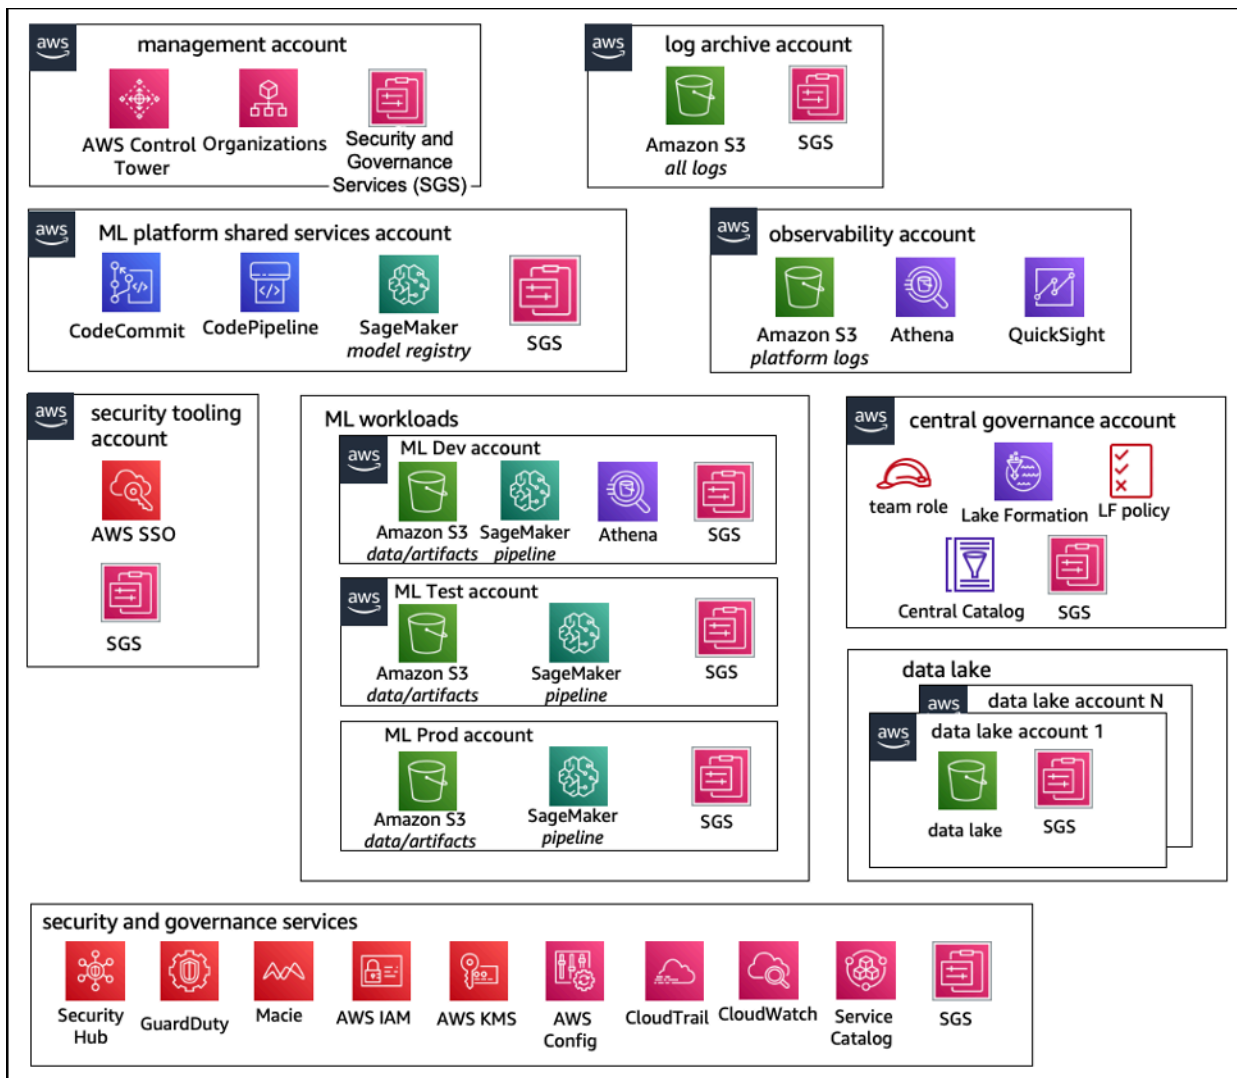 aws
management account
AWS Control
Tower
Organizations
Security and
Governance
Services (SGS)
aws
log archive account
Amazon S3
all logs
SGS
aws
ML platform shared services account
CodeCommit
CodePipeline
SageMaker
model registry
SGS
aws
observability account
Amazon S3
platform logs
Athena
QuickSight
aws
security tooling
account
AWS SSO
SGS
ML workloads
aws
ML Dev account
Amazon S3
data/artifacts
SageMaker
pipeline
Athena
SGS
aws
ML Test account
Amazon S3
data/artifacts
SageMaker
pipeline
SGS
ML Prod account
Amazon S3
data/artifacts
SageMaker
pipeline
SGS
aws
central governance account
team role
Lake Formation
LF policy
Central Catalog
SGS
data lake
aws
data lake account N
aws
data lake account 1
data lake
SGS
security and governance services
Security
Hub
GuardDuty
Macie
AWS IAM
AWS KMS
AWS
Config
CloudTrail
CloudWatch
Service
Catalog
SGS